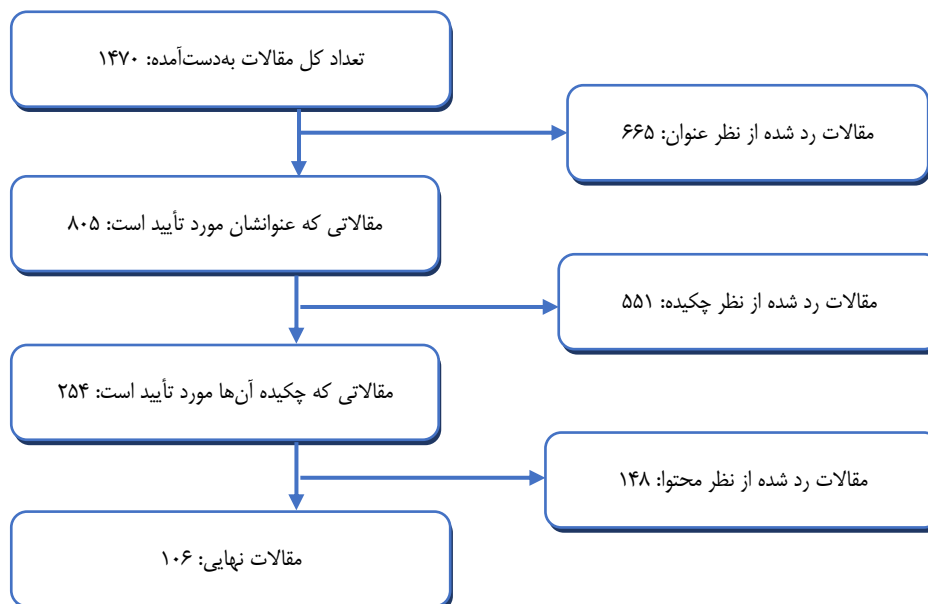 تعداد کل مقالات به‌دست‌آمده: ۱۴۷۰
مقالات رد شده از نظر عنوان: ۶۶۵
مقالاتی که عنوانشان مورد تأیید است: ۸۰۵
مقالات رد شده از نظر چکیده: ۵۵۱
مقالاتی که چکیده آن‌ها مورد تأیید است: ۲۵۴
مقالات رد شده از نظر محتوا: ۱۴۸
مقالات نهایی: ۱۰۶